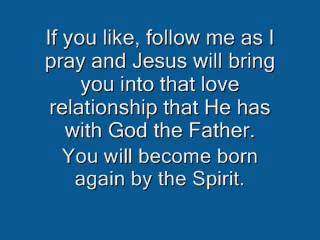 If you like, follow me as I
pray and Jesus will bring
you into that love
relationship that He has
with God the Father.
You will become born
again by the Spirit.